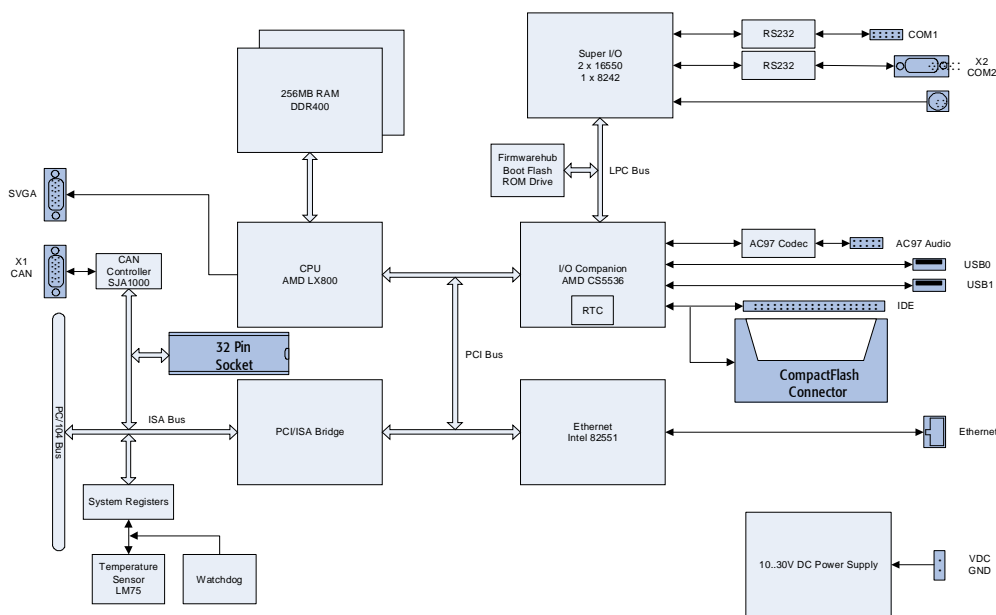 256MB RAM
DDR400
Super I/O
2 x 16550
1 x 8242
RS232
COM1
RS232
X2
COM2
Firmwarehub
Boot Flash
ROM Drive
LPC Bus
SVGA
X1
CAN
CAN
Controller
SJA1000
CPU
AMD LX800
I/O Companion
AMD CS5536
RTC
AC97 Codec
AC97 Audio
USB0
USB1
IDE
32 Pin
Socket
PCI Bus
CompactFlash
Connector
PC/104 Bus
ISA Bus
PCI/ISA Bridge
Ethernet
Intel 82551
Ethernet
System Registers
Temperature
Sensor
LM75
Watchdog
10..30V DC Power Supply
VDC
GND